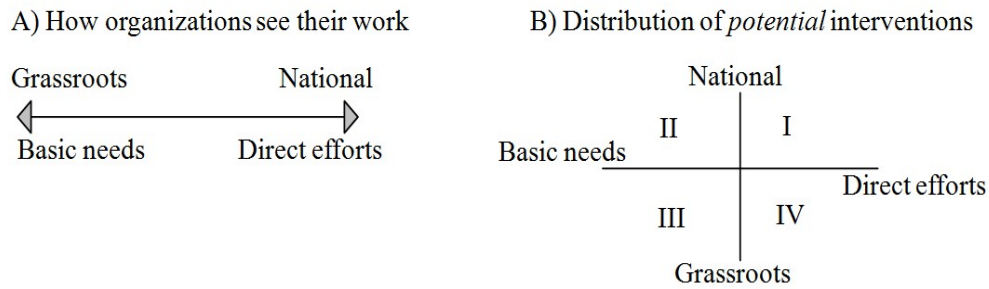 A) How organizations see their work
Grassroots National
Basic needs Direct efforts
B) Distribution of potential interventions
National
II I
Basic needs
Direct efforts
III IV
Grassroots